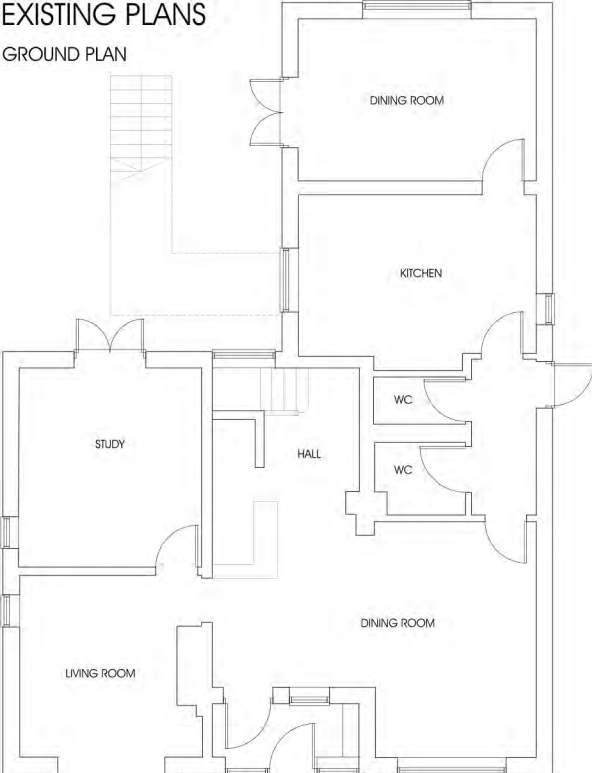 EXISTING PLANS
GROUND PLAN
DINING ROOM
KITCHEN
WC
STUDY
HALL
WC
DINING ROOM
LIVING ROOM